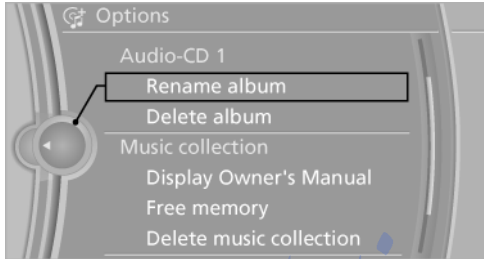 Options
Audio-CD 1
Rename album
Delete album
Music collection
Display Owner's Manual
Free memory
Delete music collection